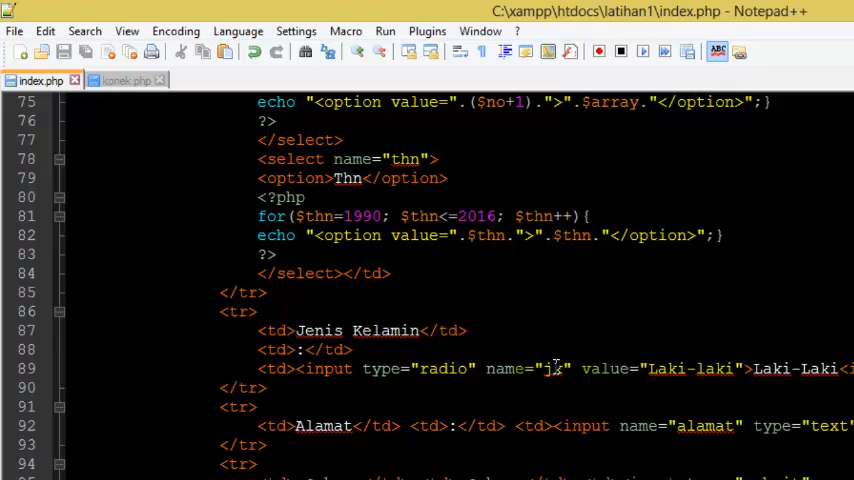 C:\xampp\htdocs\latihan1\index.php - Notepad++
File Edit Search View Encoding Language Settings Macro Run Plugins Window ?
ABC
index.php konek.php
75 echo "<option value=".($no+1).">".$array."</option>";}
76 ?>
77 </select>
78 <select name="thn">
79 <option>Thn</option>
80 <?php
81 for($thn=1990; $thn<=2016; $thn++){
82 echo "<option value=".$thn.">".$thn."</option>";}
83 ?>
84 </select></td>
85 </tr>
86 <tr>
87 <td>Jenis Kelamin</td>
88 <td>:</td>
89 <td><input type="radio" name="jk" value="Laki-laki">Laki-Laki<i
90 </tr>
91 <tr>
92 <td>Alamat</td> <td>:</td> <td><input name="alamat" type="text"
93 </tr>
94 <tr>